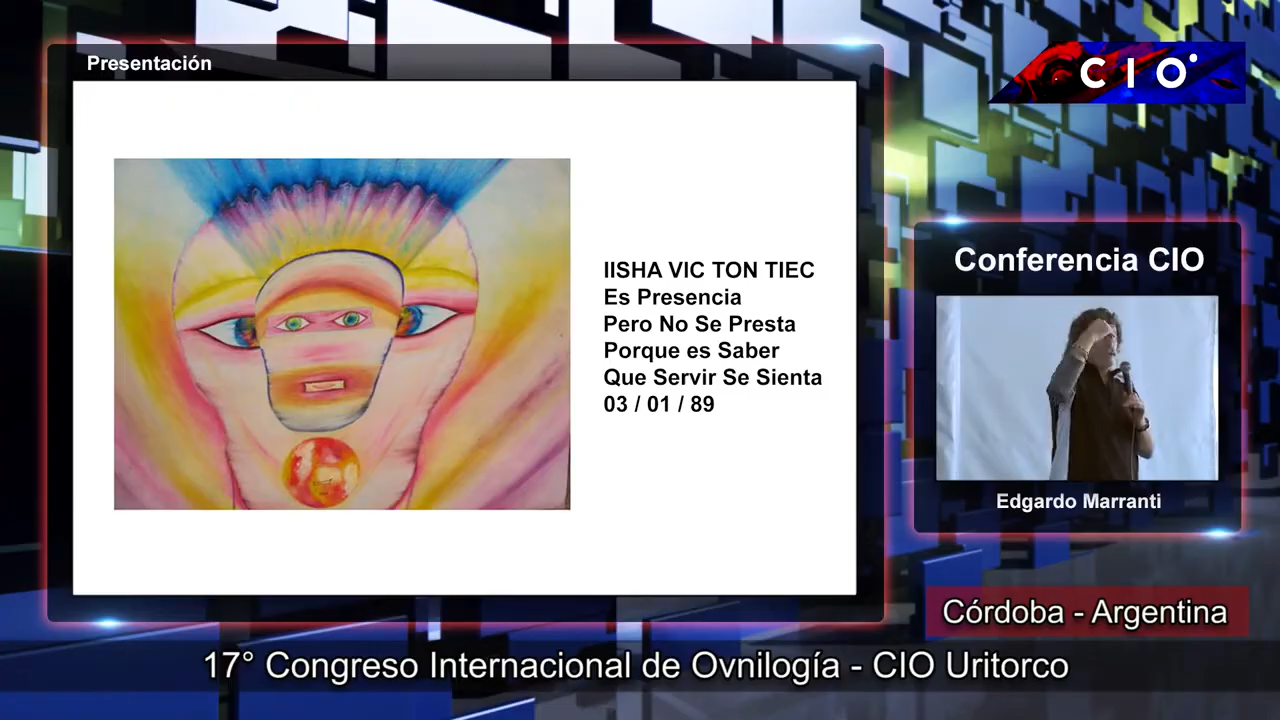 Presentación
CIO
IISHA VIC TON TIEC
Es Presencia
Pero No Se Presta
Porque es Saber
Que Servir Se Sienta
03 / 01 / 89
Conferencia CIO
Edgardo Marranti
Córdoba - Argentina
17° Congreso Internacional de Ovnilogía - CIO Uritorco